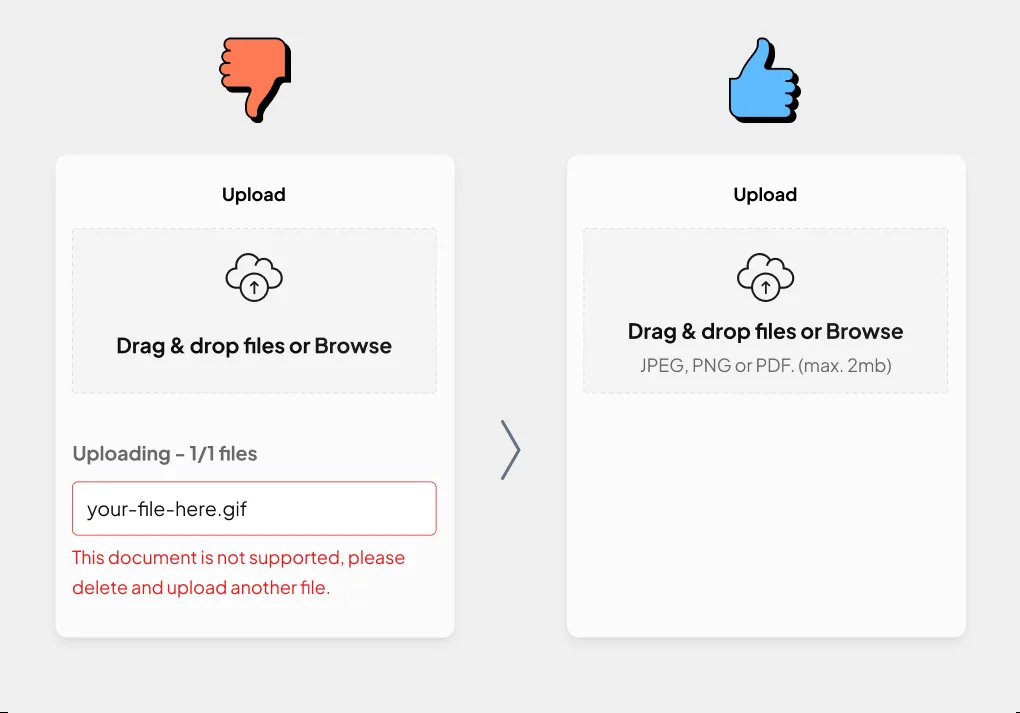 Upload
Drag & drop files or Browse
Uploading - 1/1 files
your-file-here.gif
This document is not supported, please
delete and upload another file.
Upload
Drag & drop files or Browse
JPEG, PNG or PDF. (max. 2mb)